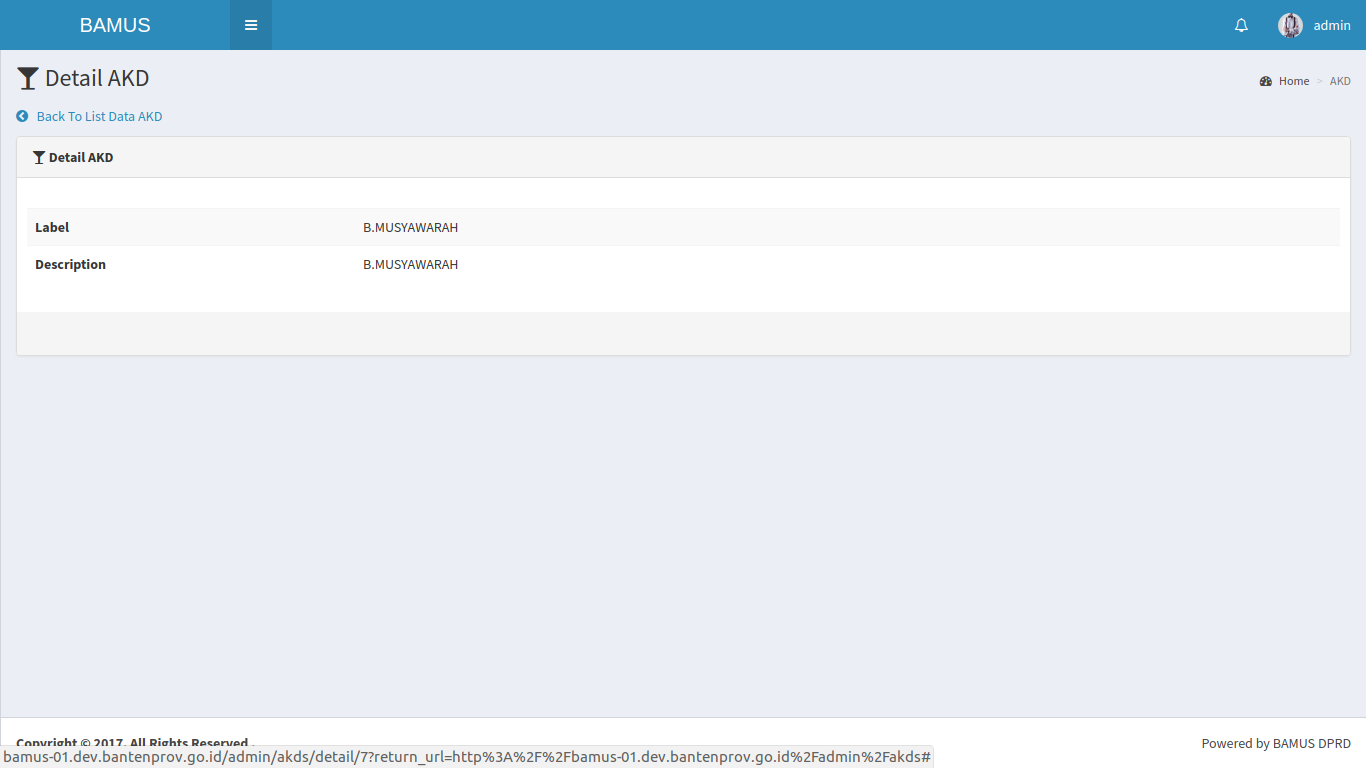 BAMUS
admin
Detail AKD
Home > AKD
Back To List Data AKD
Detail AKD
Label B.MUSYAWARAH
Description B.MUSYAWARAH
Copyright © 2017. All Rights Reserved .
Powered by BAMUS DPRD
bamus-01.dev.bantenprov.go.id/admin/akds/detail/7?return_url=http%3A%2F%2Fbamus-01.dev.bantenprov.go.id%2Fadmin%2Fakds#